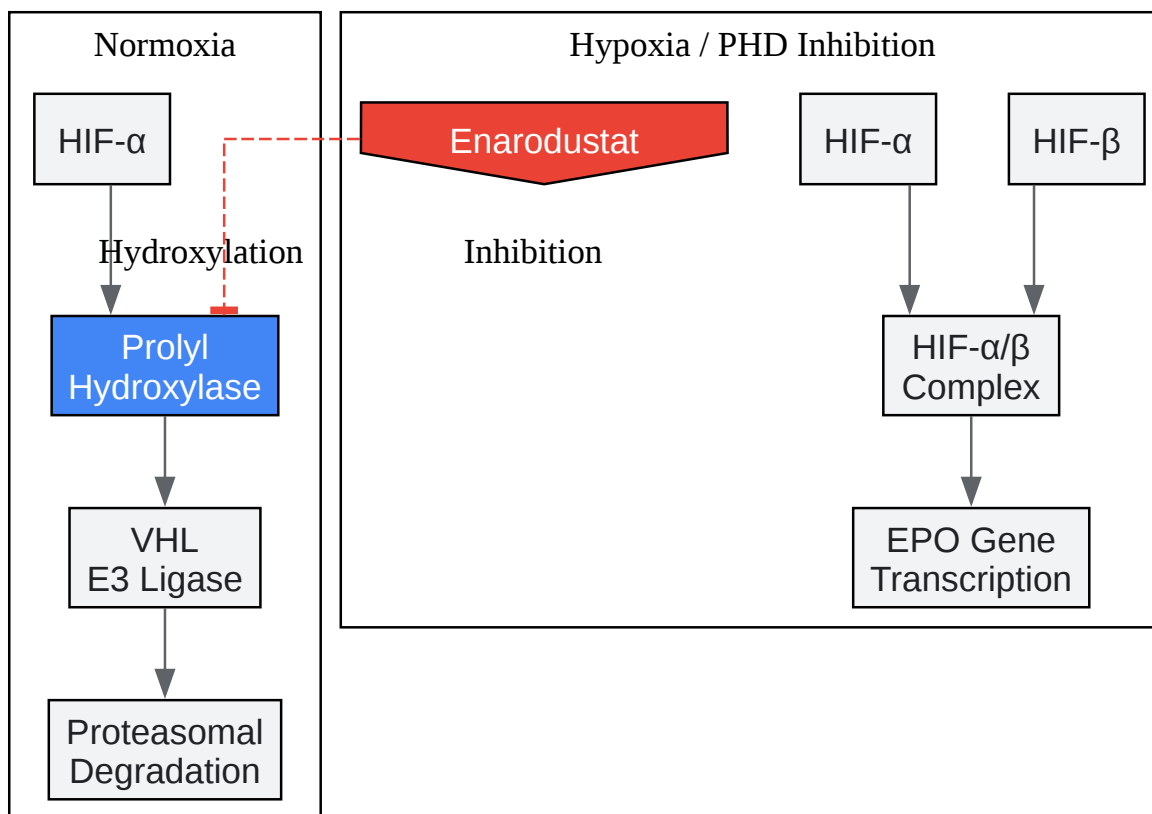 Normoxia
HIF-α
Hydroxylation
Prolyl
Hydroxylase
VHL
E3 Ligase
Proteasomal
Degradation
Hypoxia / PHD Inhibition
Enarodustat
Inhibition
HIF-α
HIF-β
HIF-α/β
Complex
EPO Gene
Transcription